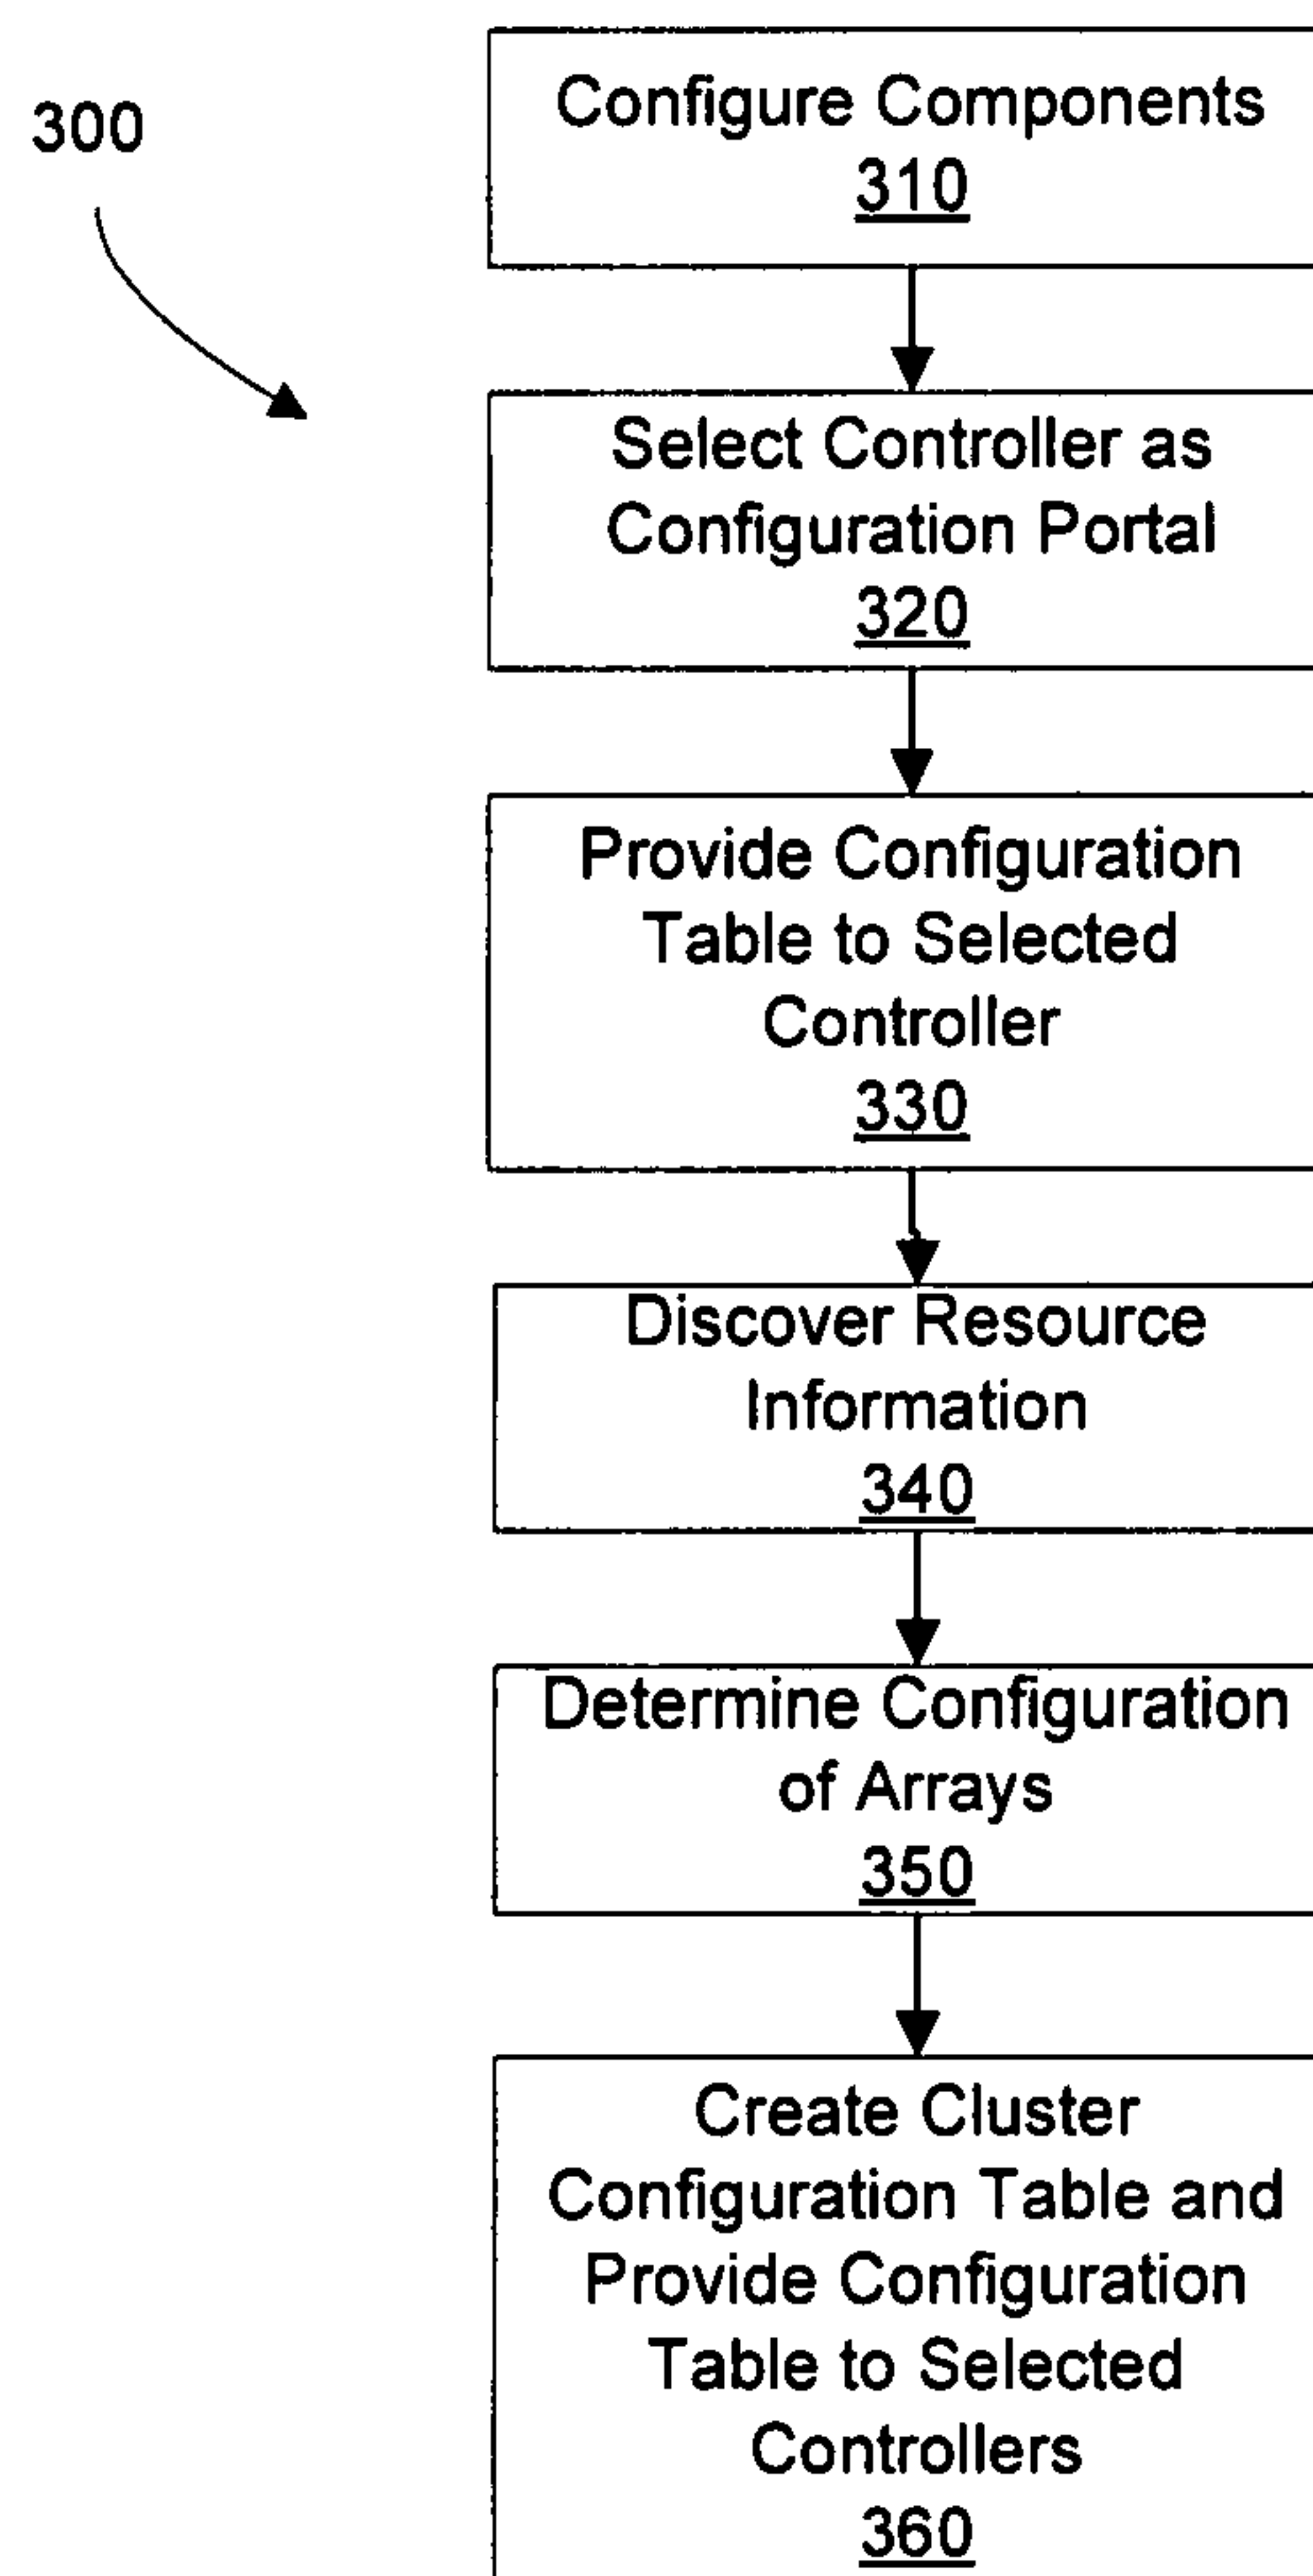 300
Configure Components
310
Select Controller as
Configuration Portal
320
Provide Configuration
Table to Selected
Controller
330
Discover Resource
Information
340
Determine Configuration
of Arrays
350
Create Cluster
Configuration Table and
Provide Configuration
Table to Selected
Controllers
360